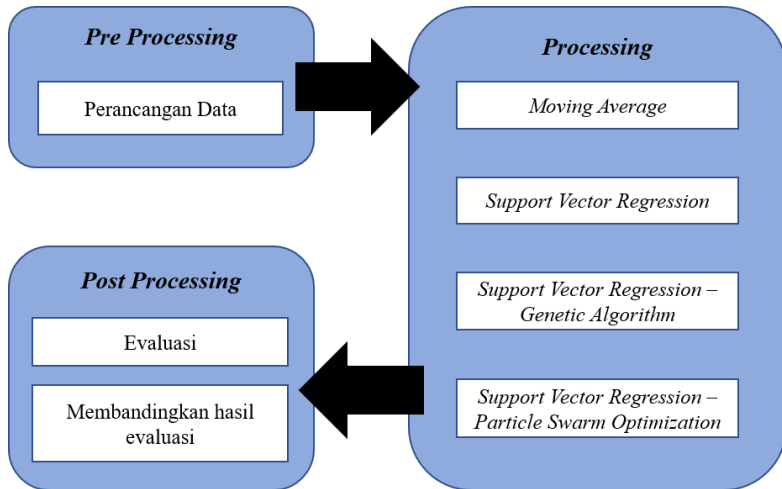 Pre Processing
Perancangan Data
Processing
Moving Average
Support Vector Regression
Support Vector Regression –
Genetic Algorithm
Support Vector Regression –
Particle Swarm Optimization
Post Processing
Evaluasi
Membandingkan hasil
evaluasi